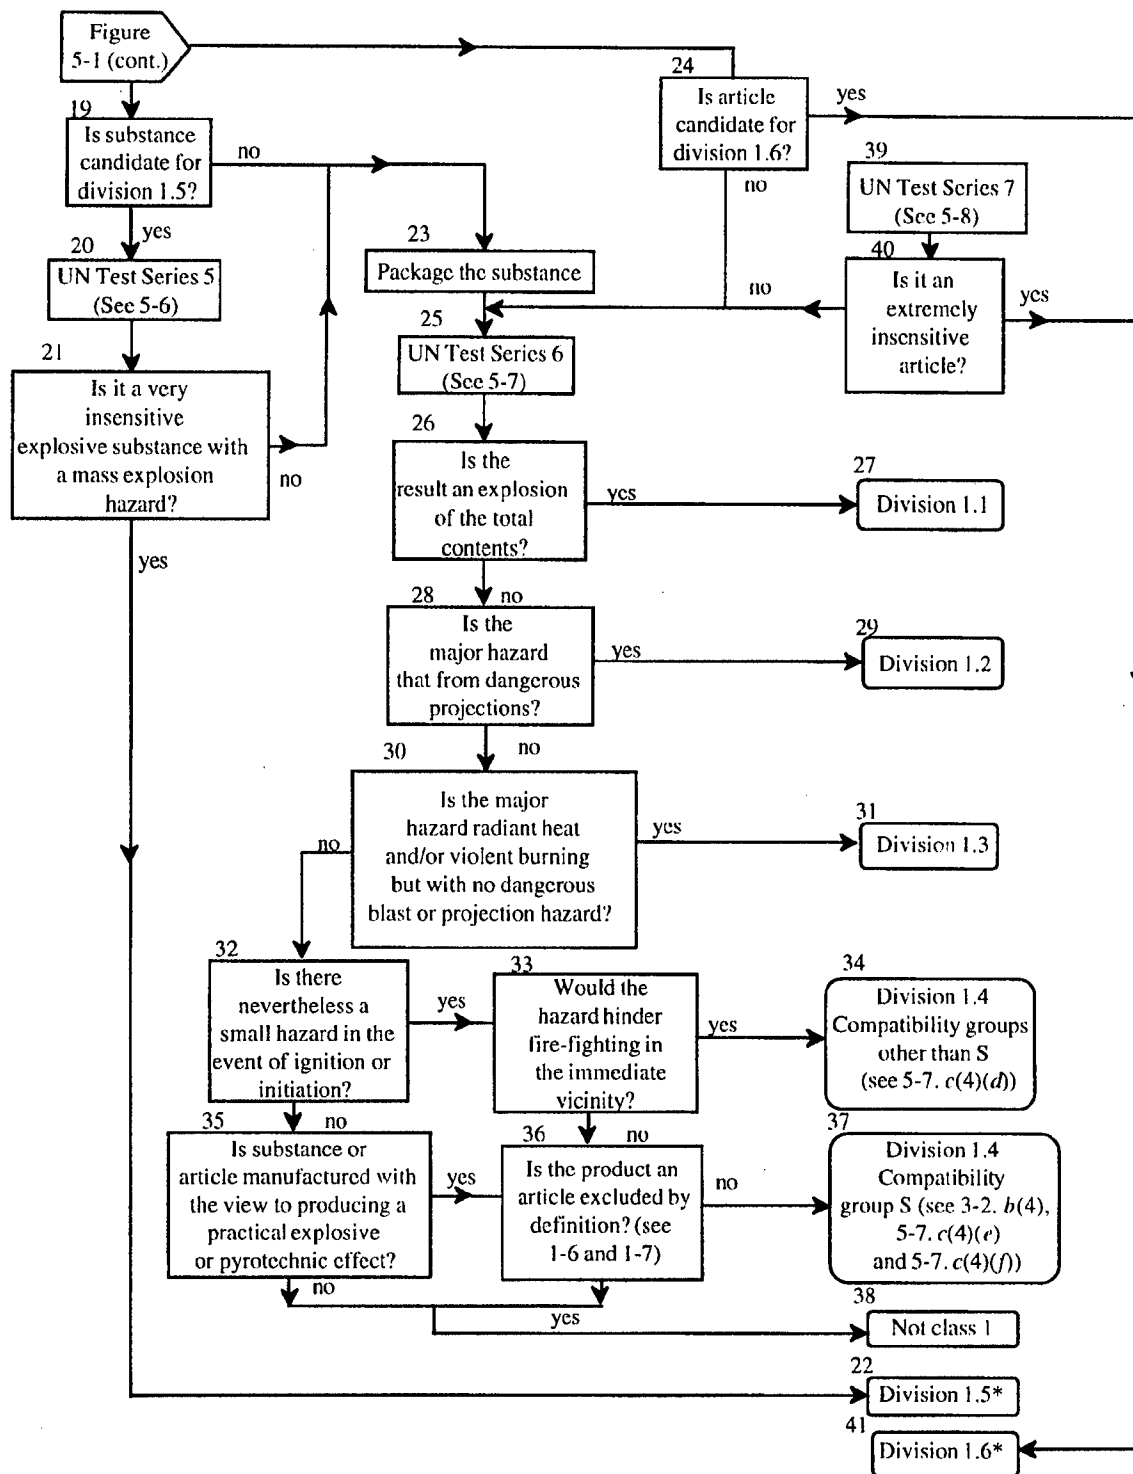 Figure
5-1 (cont.)
19
Is substance
candidate for
division 1.5?
no
yes
20
UN Test Series 5
(See 5-6)
21
Is it a very
insensitive
explosive substance with
a mass explosion
hazard?
no
yes
24
Is article
candidate for
division 1.6?
yes
no
39
UN Test Series 7
(See 5-8)
40
Is it an
extremely
insensitive
article?
yes
no
23
Package the substance
25
UN Test Series 6
(See 5-7)
26
Is the
result an explosion
of the total
contents?
yes
27
Division 1.1
no
28
Is the
major hazard
that from dangerous
projections?
yes
29
Division 1.2
no
30
Is the major
hazard radiant heat
and/or violent burning
but with no dangerous
blast or projection hazard?
yes
31
Division 1.3
no
32
Is there
nevertheless a
small hazard in the
event of ignition or
initiation?
yes
33
Would the
hazard hinder
fire-fighting in
the immediate
vicinity?
yes
34
Division 1.4
Compatibility groups
other than S
(see 5-7. c(4)(d))
no
35
Is substance or
article manufactured with
the view to producing a
practical explosive
or pyrotechnic effect?
yes
no
36
no
Is the product an
article excluded by
definition? (see
1-6 and 1-7)
no
37
Division 1.4
Compatibility
group S (see 3-2. b(4),
5-7. c(4)(e)
and 5-7. c(4)(f))
yes
38
Not class 1
22
Division 1.5*
41
Division 1.6*